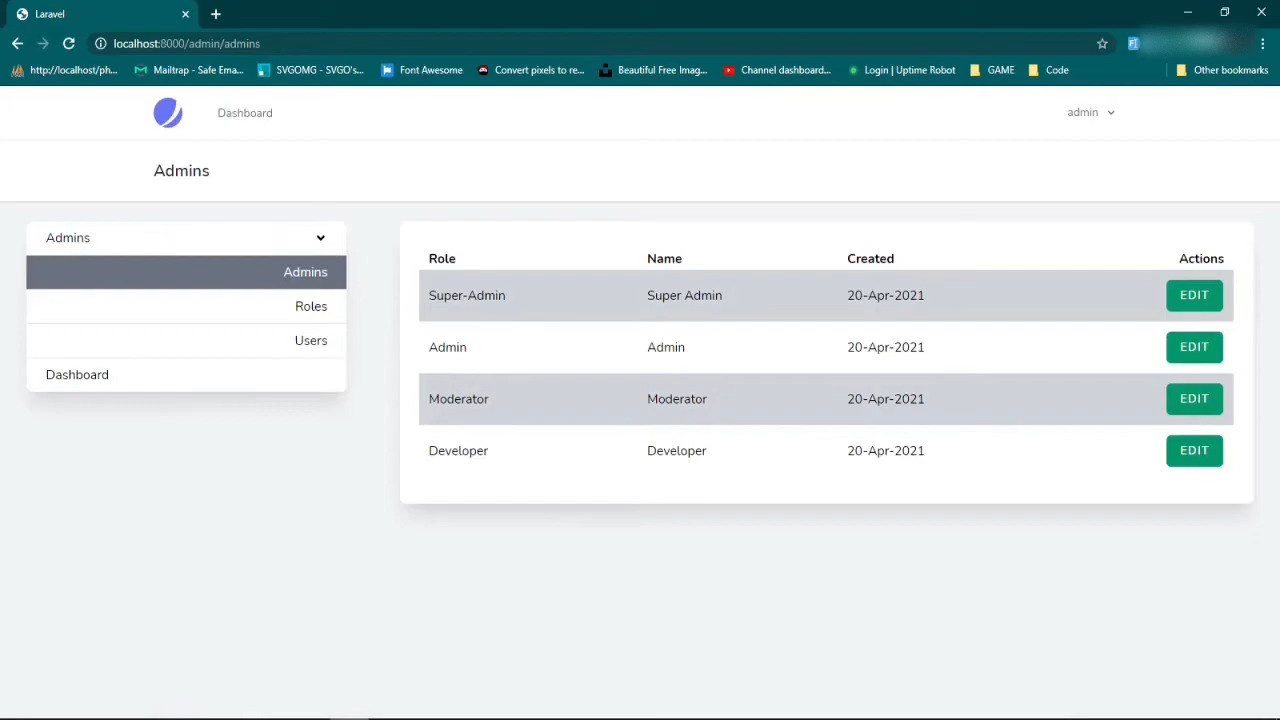 Laravel
localhost:8000/admin/admins
http://localhost/ph... Mailtrap - Safe Ema... SVGOMG - SVGO's... Font Awesome Convert pixels to re... Beautiful Free Imag... Channel dashboard... Login | Uptime Robot GAME Code Other bookmarks
Dashboard admin
Admins
Admins
Admins
Roles
Users
Dashboard
Role Name Created Actions
Super-Admin Super Admin 20-Apr-2021 EDIT
Admin Admin 20-Apr-2021 EDIT
Moderator Moderator 20-Apr-2021 EDIT
Developer Developer 20-Apr-2021 EDIT